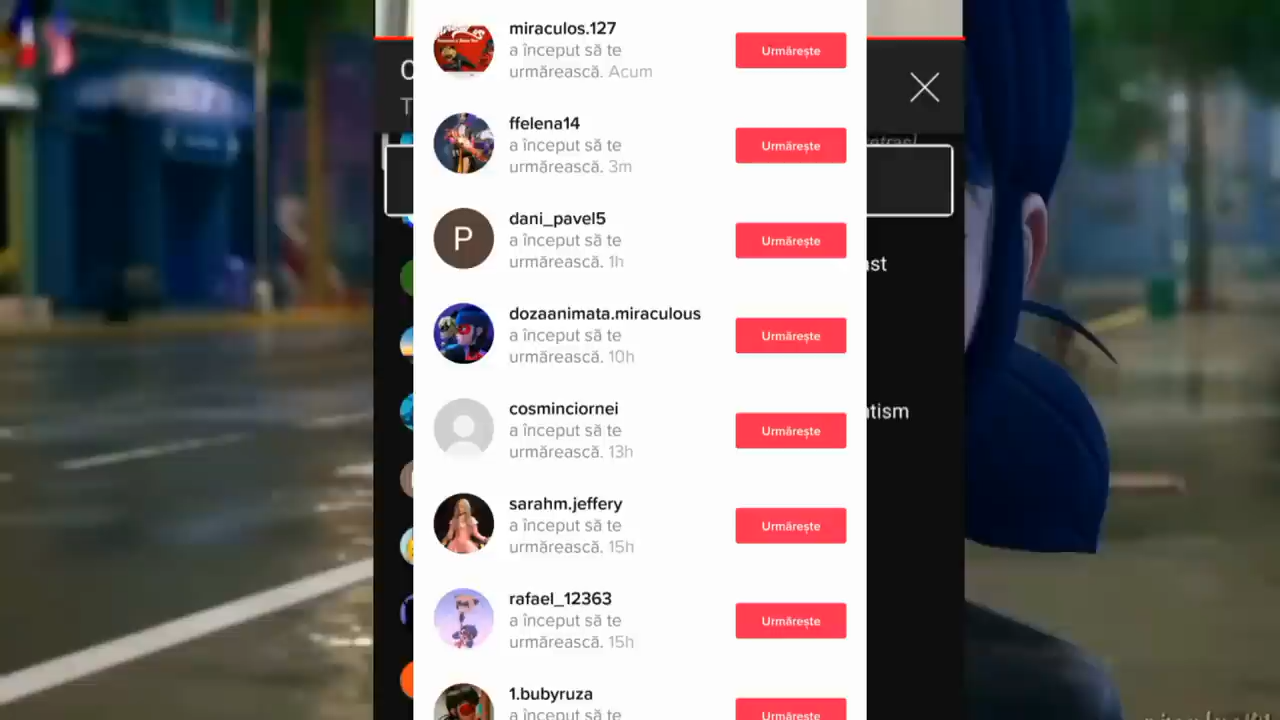 miraculos.127
a început să te
urmărească. Acum
Urmărește
ffelena14
a început să te
urmărească. 3m
Urmărește
dani_pavel5
a început să te
urmărească. 1h
Urmărește
P
dozaanimata.miraculous
a început să te
urmărească. 10h
Urmărește
cosminciornei
a început să te
urmărească. 13h
Urmărește
sarahm.jeffery
a început să te
urmărească. 15h
Urmărește
rafael_12363
a început să te
urmărească. 15h
Urmărește
1.bubyruza
a început să te
Urmărește